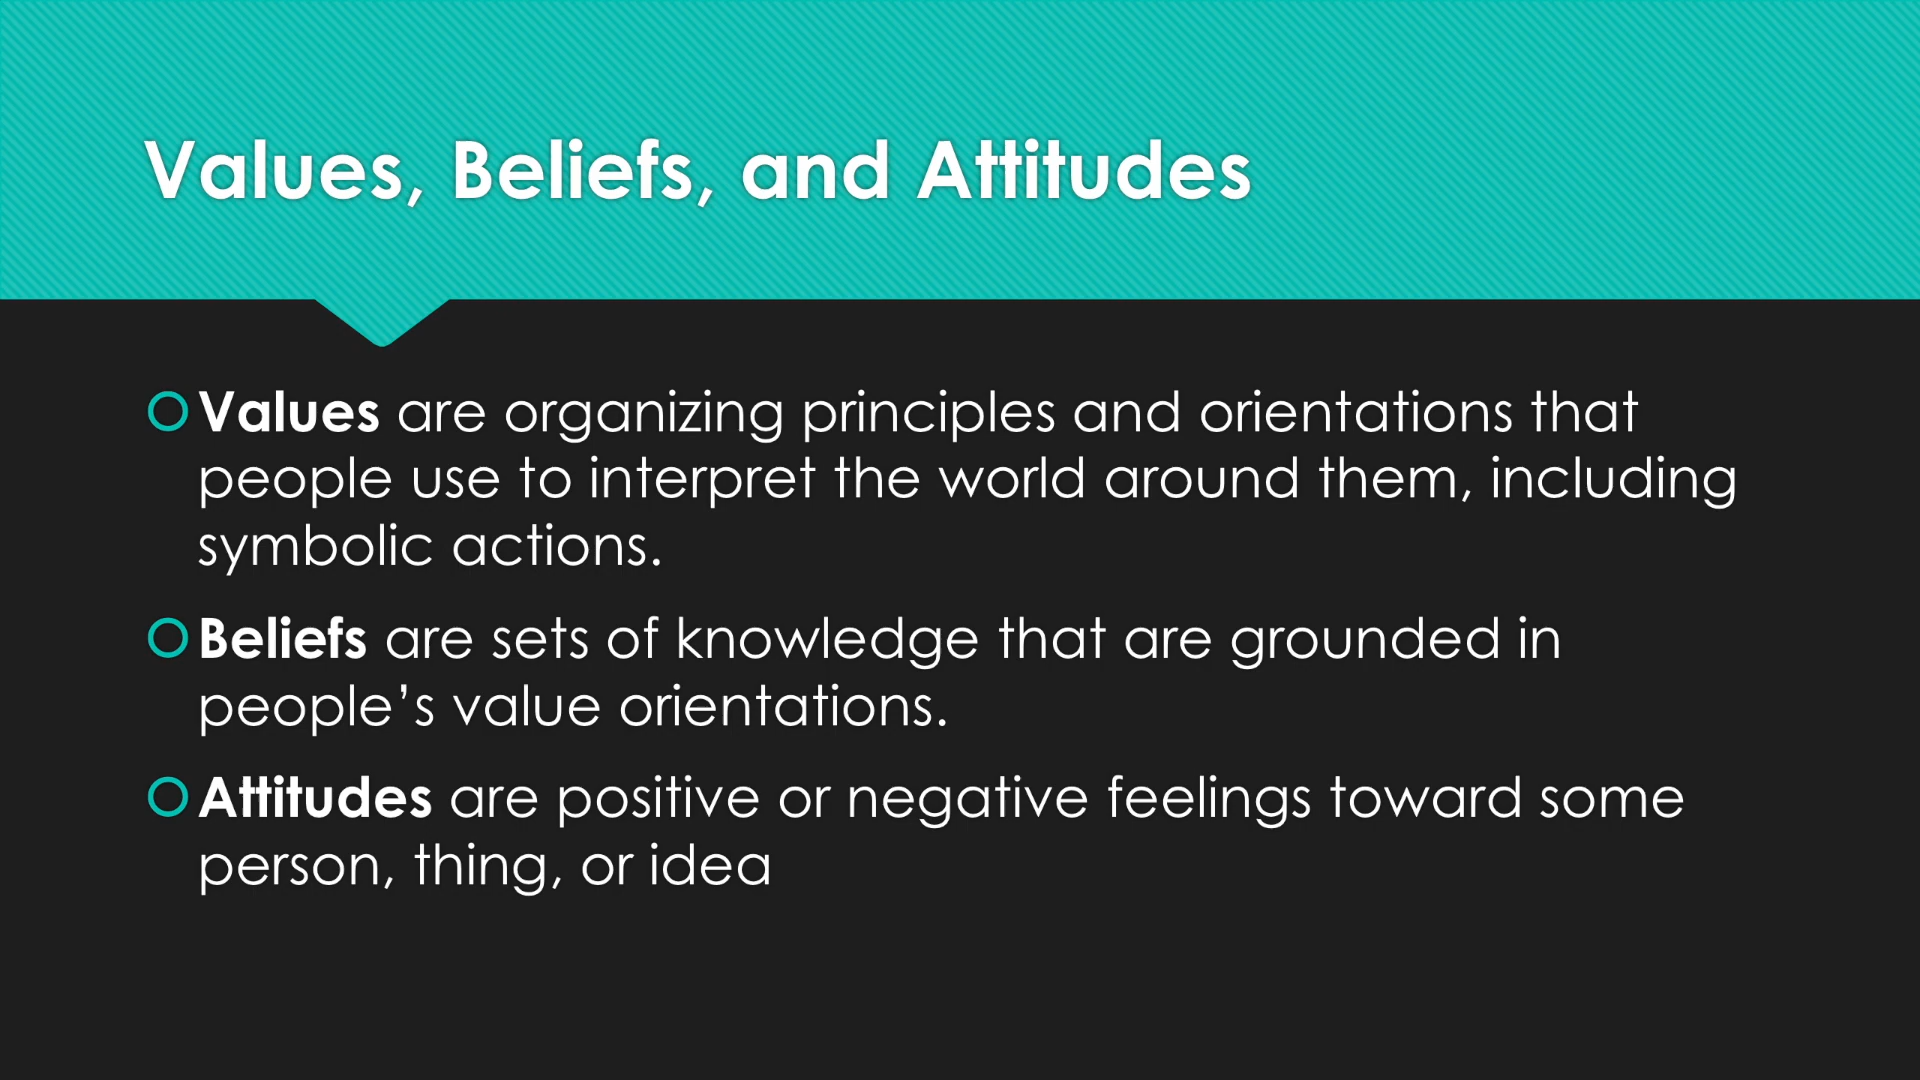 Values, Beliefs, and Attitudes
Values are organizing principles and orientations that
people use to interpret the world around them, including
symbolic actions.
Beliefs are sets of knowledge that are grounded in
people’s value orientations.
Attitudes are positive or negative feelings toward some
person, thing, or idea